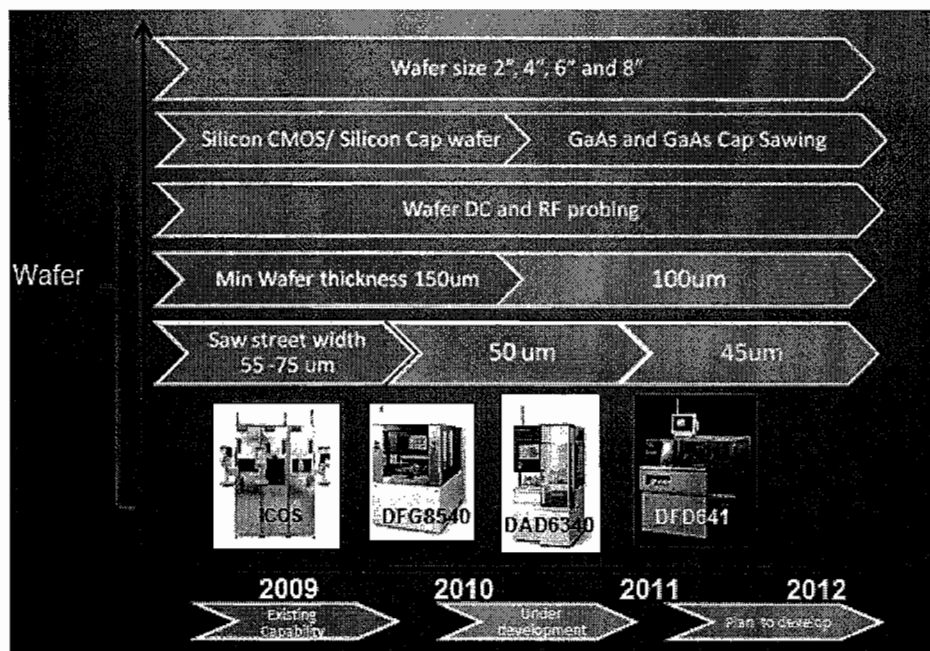 Wafer size 2", 4", 6" and 8"
Silicon CMOS/ Silicon Cap wafer
GaAs and GaAs Cap Sawing
Wafer DC and RF probing
Wafer
Min Wafer thickness 150um
100um
Saw street width
55 -75 um
50 um
45um
ICOS
DFG8540
DAD6340
DFD641
2009
2010
2011
2012
Existing
Capability
Under
development
Plan to develop